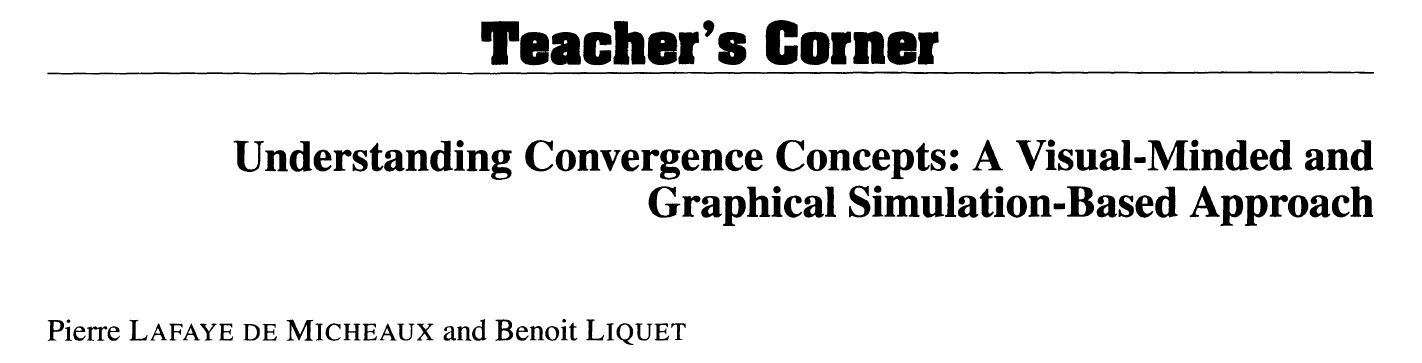 Teacher's Corner
Understanding Convergence Concepts: A Visual-Minded and
Graphical Simulation-Based Approach
Pierre LAFAYE DE MICHEAUX and Benoit LIQUET